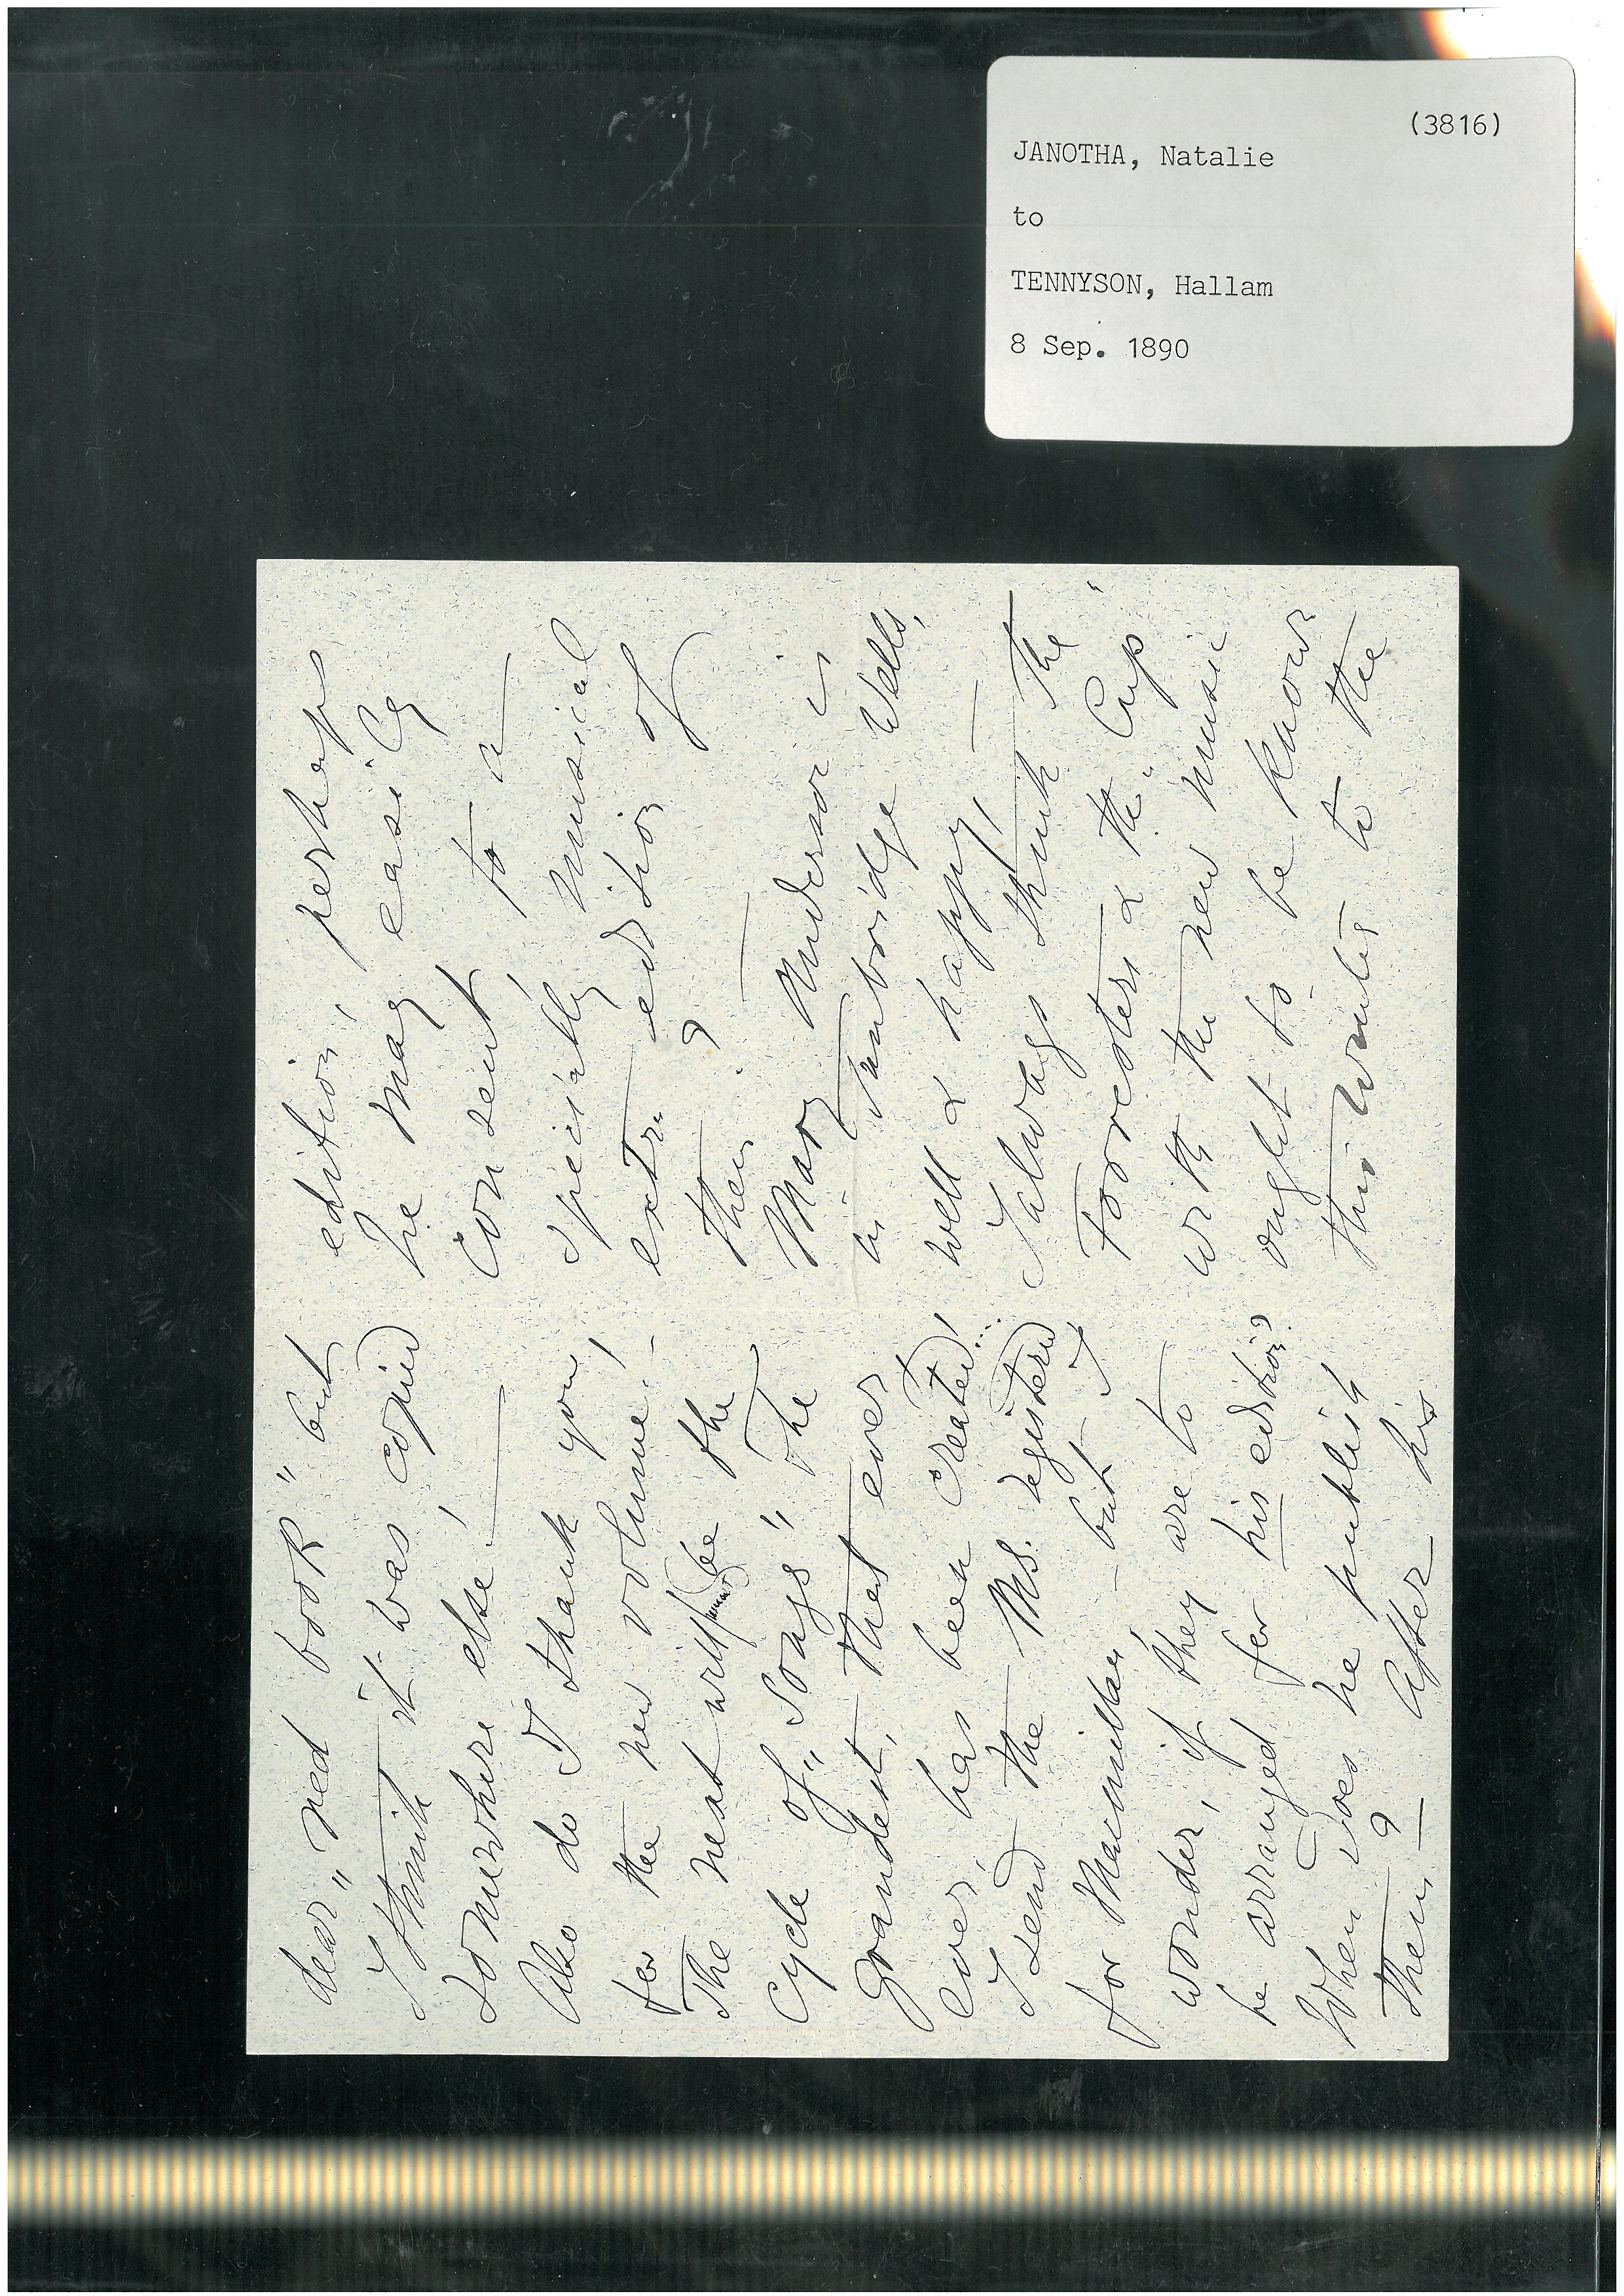 (3816)
JANOTHA, Natalie
to
TENNYSON, Hallam
8 Sep. 1890
dear „red book" but
I think it was copied
somewhere else!
Also do I thank you
for the new volume! -
The next will (must) be the
Cycle of „Songs" The
grandest, that ever
ever, has been created!...
I send the Ms. registered
for Macmillan, - but I
wonder, if they are to
be arranged for his edition?
When does he publish
them? After his
edition, perhaps
he may easily
consent to a
specially musical
extra edition of
them? —
Mary Anderson is
in Tunbridge Wells,
well & happy, —
I always think The
Foresters & the „Cup"
with the new music
ought to be known
this winter to the